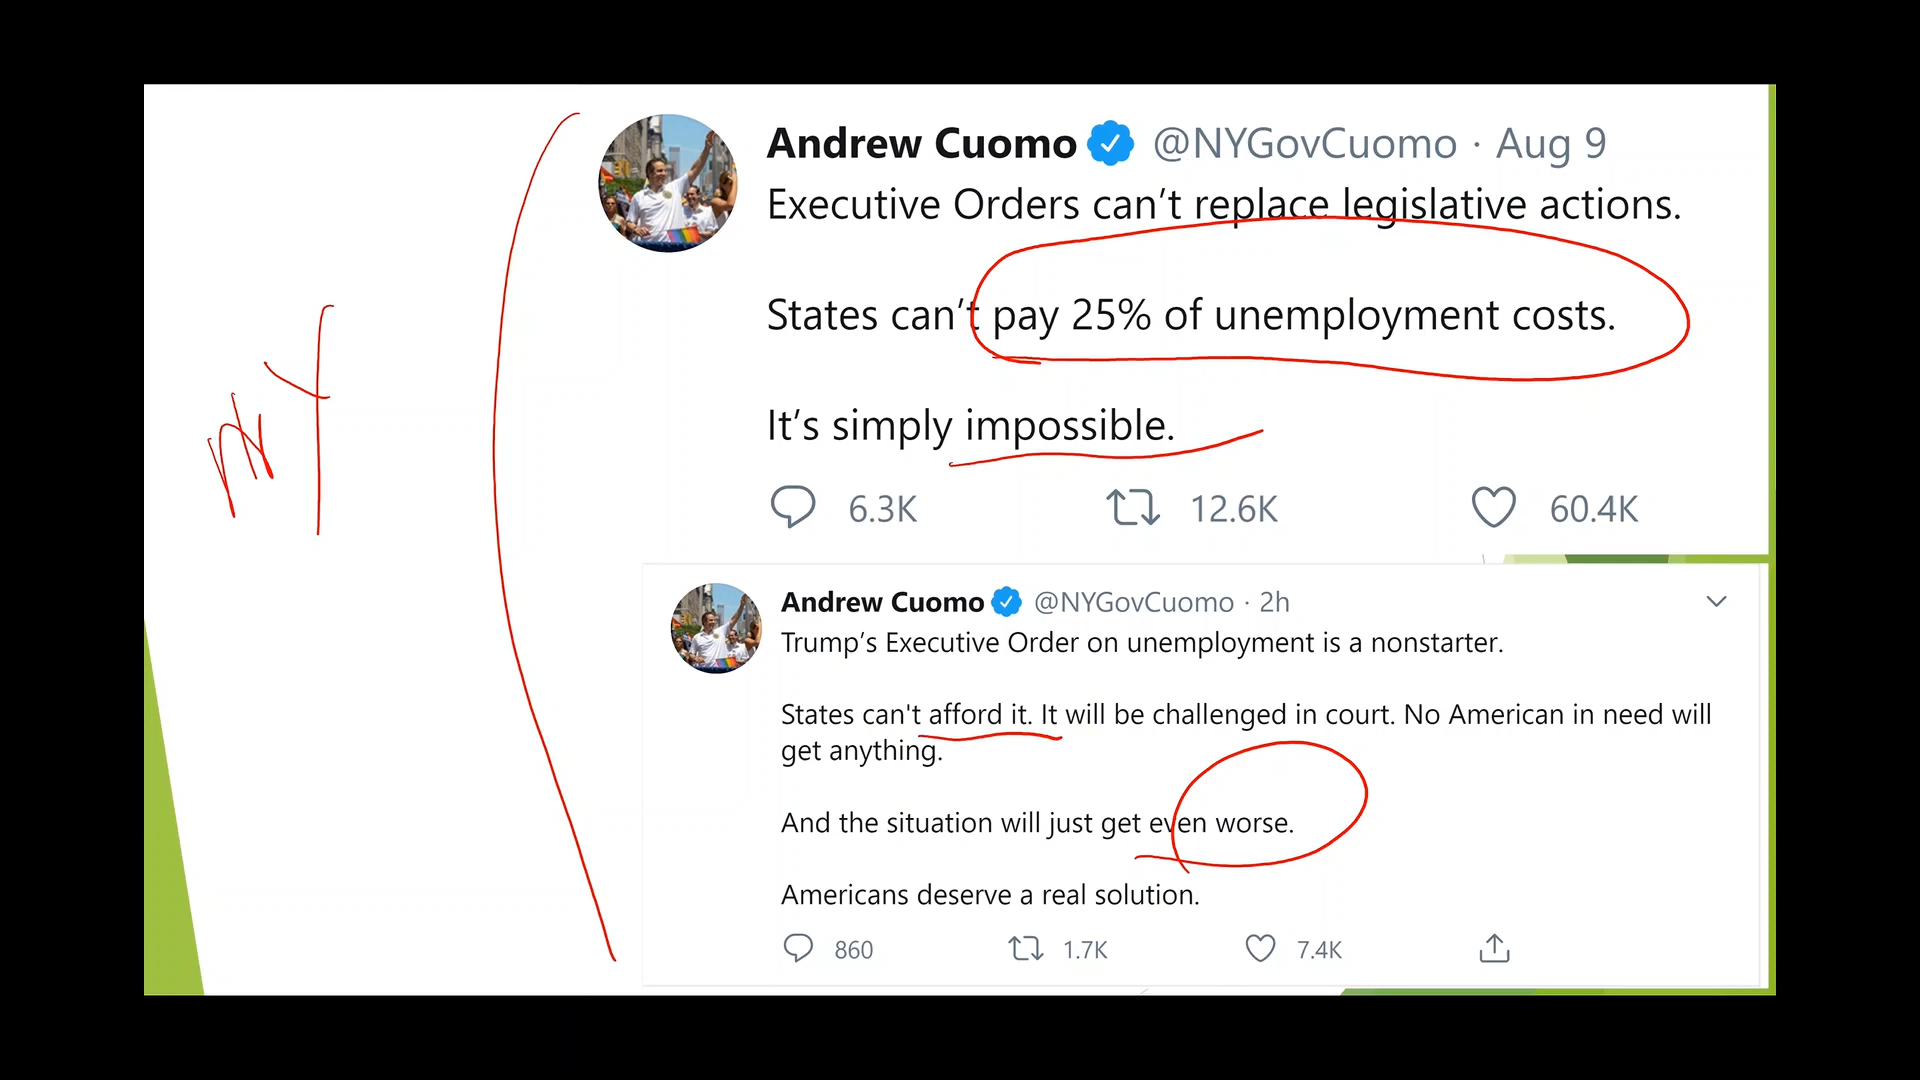 NY
Andrew Cuomo @NYGovCuomo · Aug 9
Executive Orders can’t replace legislative actions.
States can’t pay 25% of unemployment costs.
It’s simply impossible.
6.3K 12.6K 60.4K
Andrew Cuomo @NYGovCuomo · 2h
Trump’s Executive Order on unemployment is a nonstarter.
States can't afford it. It will be challenged in court. No American in need will
get anything.
And the situation will just get even worse.
Americans deserve a real solution.
860 1.7K 7.4K